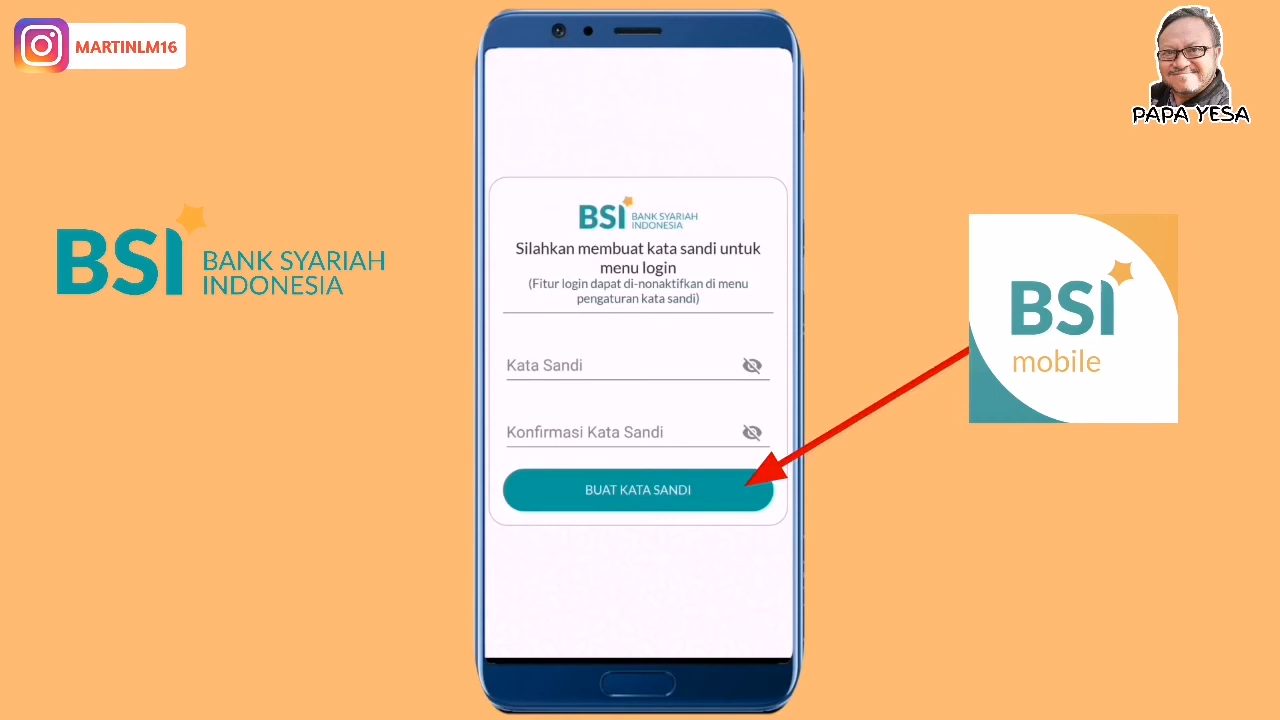 MARTINLM16
PAPA YESA
BSI BANK SYARIAH
INDONESIA
BSI BANK SYARIAH
INDONESIA
Silahkan membuat kata sandi untuk
menu login
(Fitur login dapat di-nonaktifkan di menu
pengaturan kata sandi)
Kata Sandi
Konfirmasi Kata Sandi
BUAT KATA SANDI
BSI
mobile